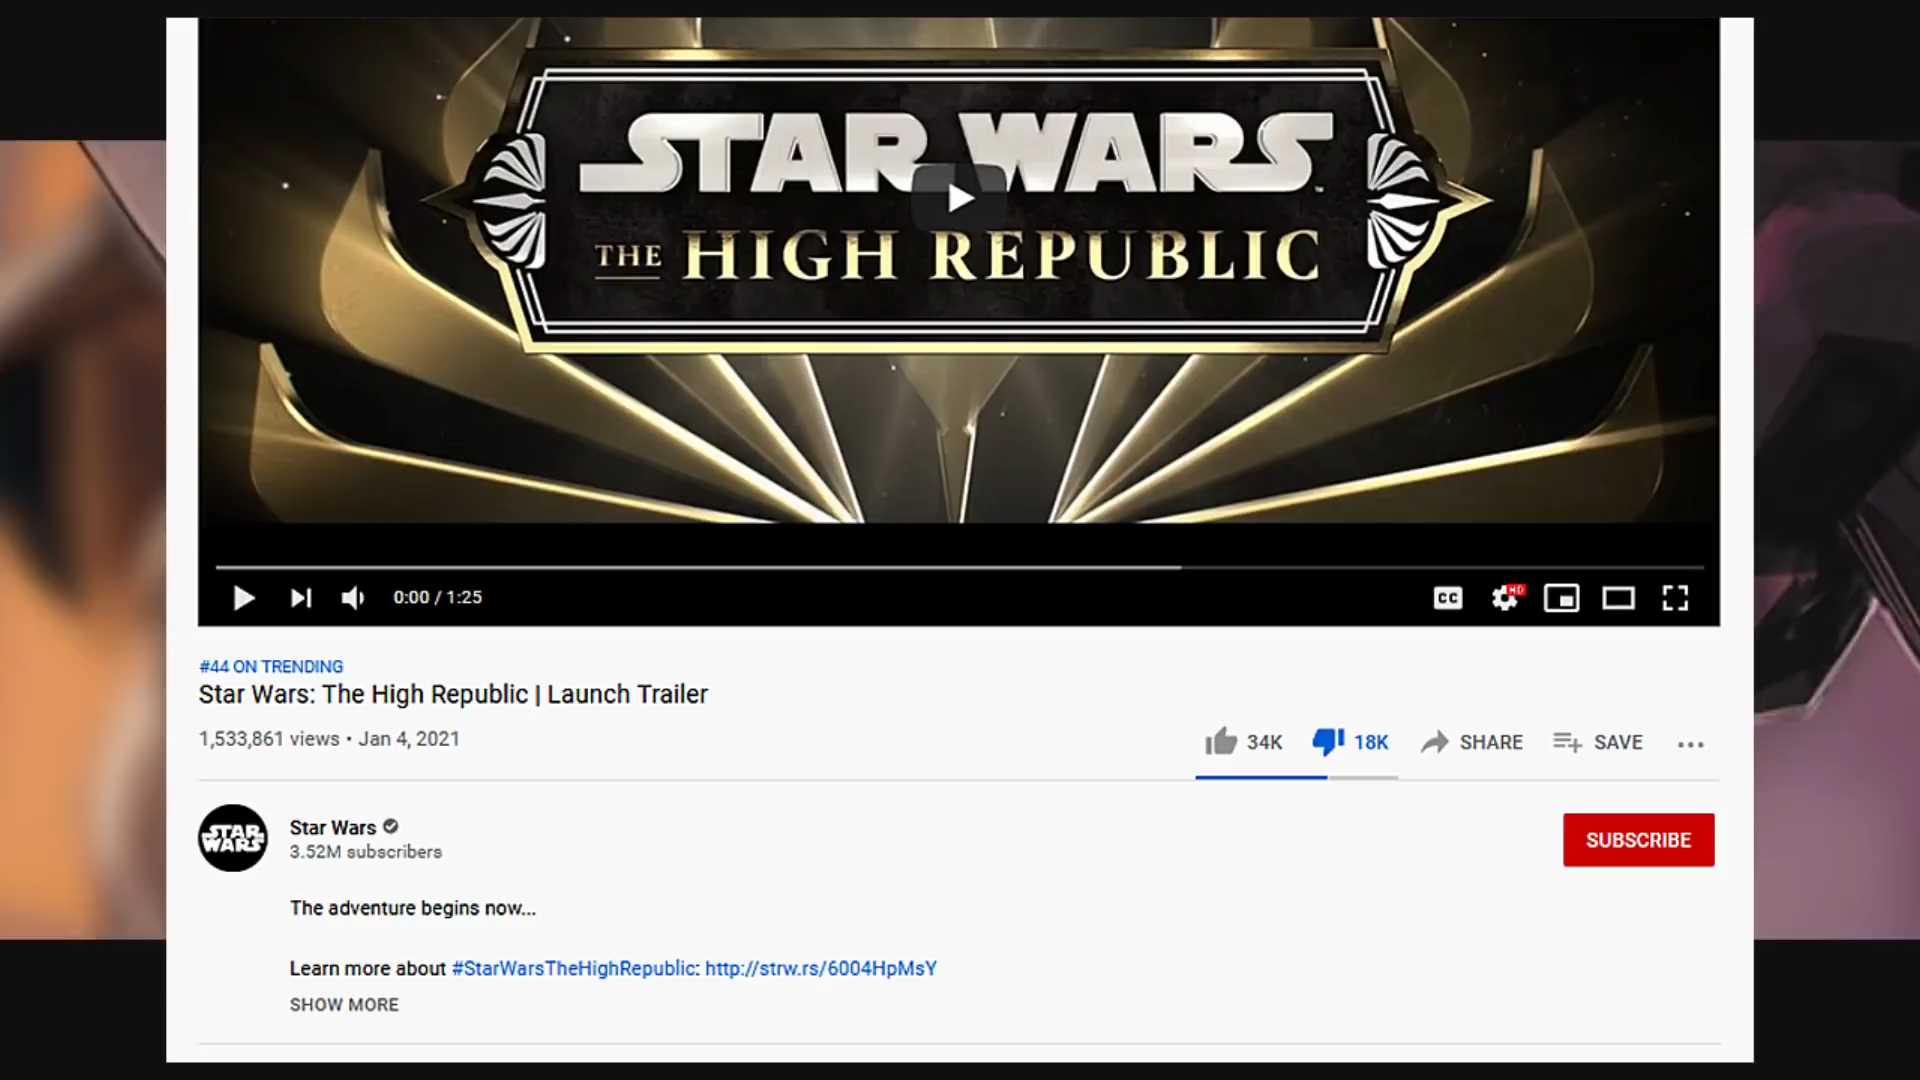 STAR WARS
THE HIGH REPUBLIC
0:00 / 1:25
CC
HD
#44 ON TRENDING
Star Wars: The High Republic | Launch Trailer
1,533,861 views • Jan 4, 2021
34K
18K
SHARE
SAVE
STAR WARS
Star Wars
3.52M subscribers
SUBSCRIBE
The adventure begins now...
Learn more about #StarWarsTheHighRepublic: http://strw.rs/6004HpMsY
SHOW MORE